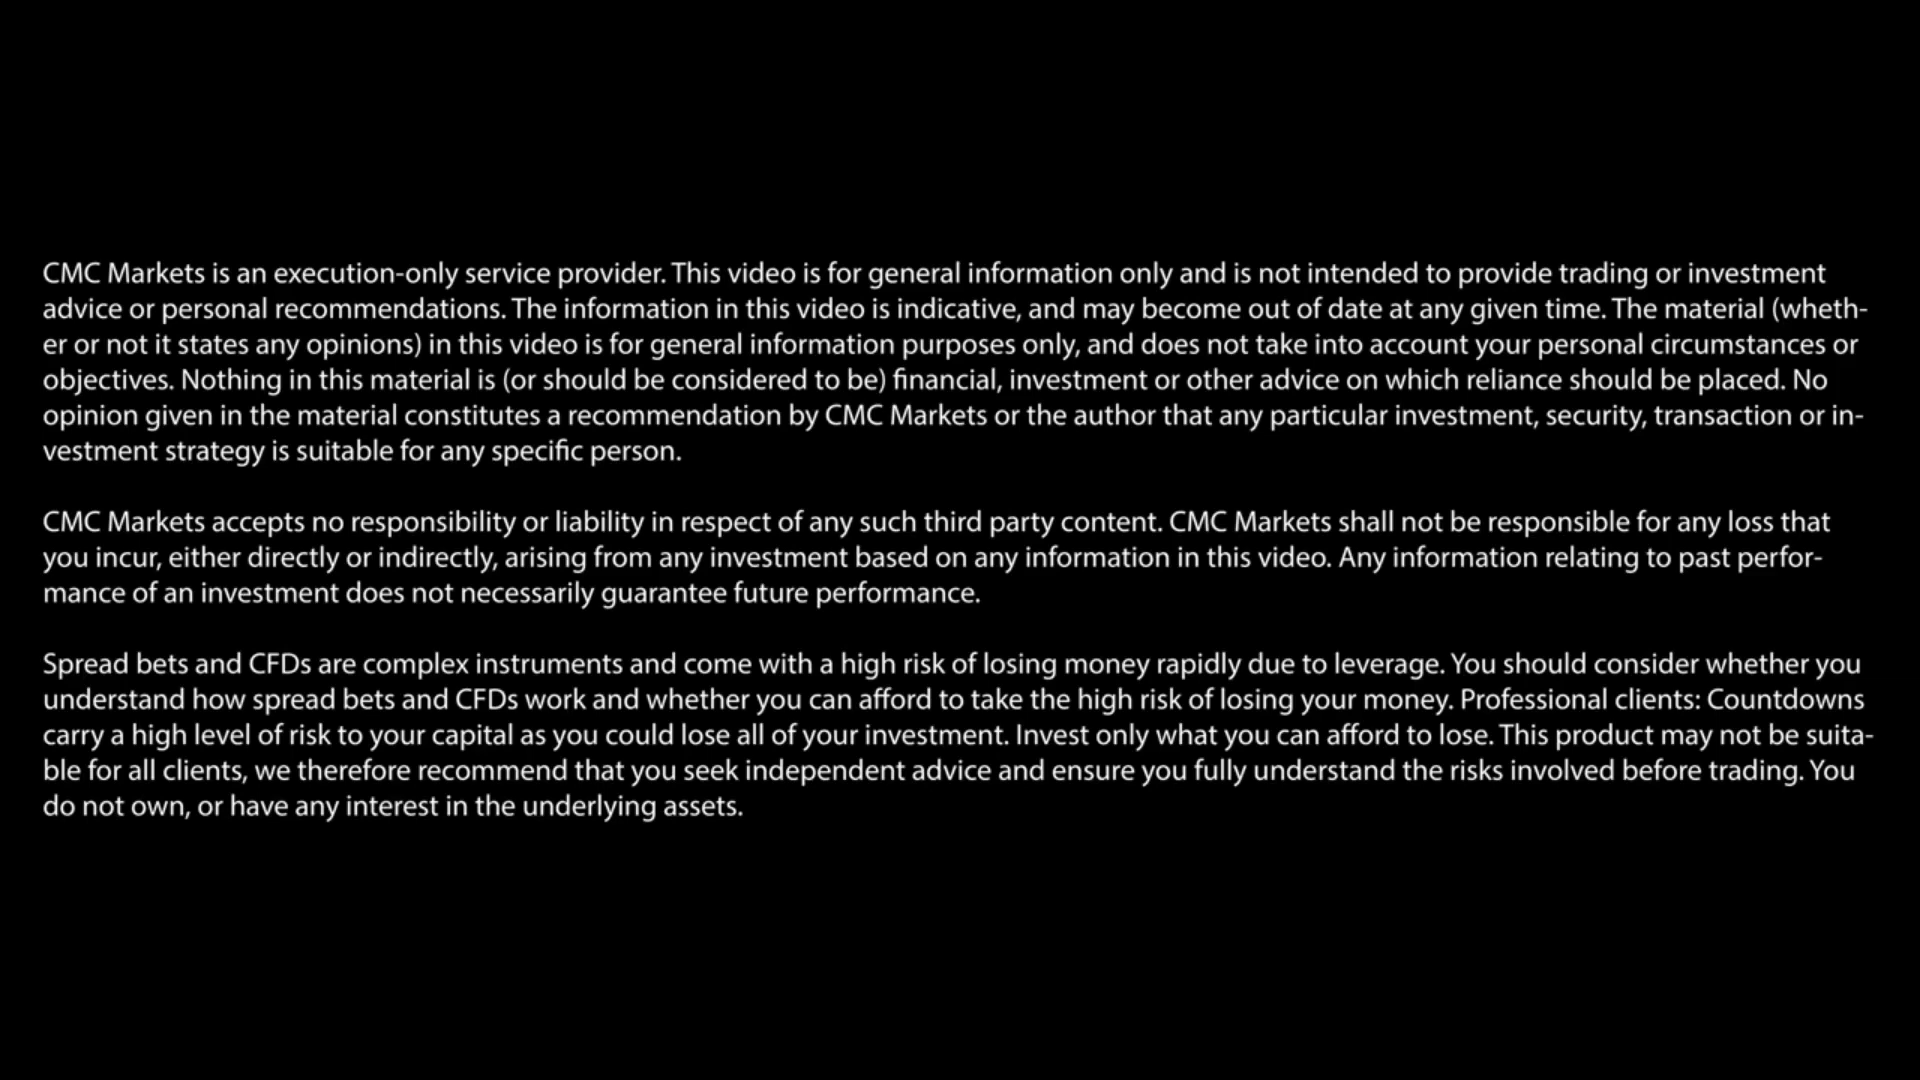 CMC Markets is an execution-only service provider. This video is for general information only and is not intended to provide trading or investment
advice or personal recommendations. The information in this video is indicative, and may become out of date at any given time. The material (wheth-
er or not it states any opinions) in this video is for general information purposes only, and does not take into account your personal circumstances or
objectives. Nothing in this material is (or should be considered to be) financial, investment or other advice on which reliance should be placed. No
opinion given in the material constitutes a recommendation by CMC Markets or the author that any particular investment, security, transaction or in-
vestment strategy is suitable for any specific person.
CMC Markets accepts no responsibility or liability in respect of any such third party content. CMC Markets shall not be responsible for any loss that
you incur, either directly or indirectly, arising from any investment based on any information in this video. Any information relating to past perfor-
mance of an investment does not necessarily guarantee future performance.
Spread bets and CFDs are complex instruments and come with a high risk of losing money rapidly due to leverage. You should consider whether you
understand how spread bets and CFDs work and whether you can afford to take the high risk of losing your money. Professional clients: Countdowns
carry a high level of risk to your capital as you could lose all of your investment. Invest only what you can afford to lose. This product may not be suita-
ble for all clients, we therefore recommend that you seek independent advice and ensure you fully understand the risks involved before trading. You
do not own, or have any interest in the underlying assets.